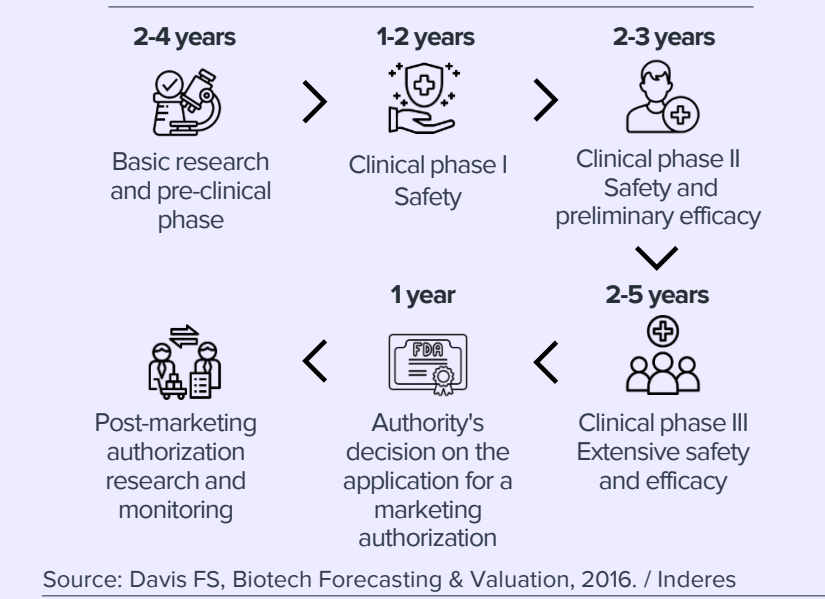 2-4 years
Basic research
and pre-clinical
phase
1-2 years
Clinical phase I
Safety
2-3 years
Clinical phase II
Safety and
preliminary efficacy
2-5 years
Clinical phase III
Extensive safety
and efficacy
1 year
FDA
Authority's
decision on the
application for a
marketing
authorization
Post-marketing
authorization
research and
monitoring
Source: Davis FS, Biotech Forecasting & Valuation, 2016. / Inderes